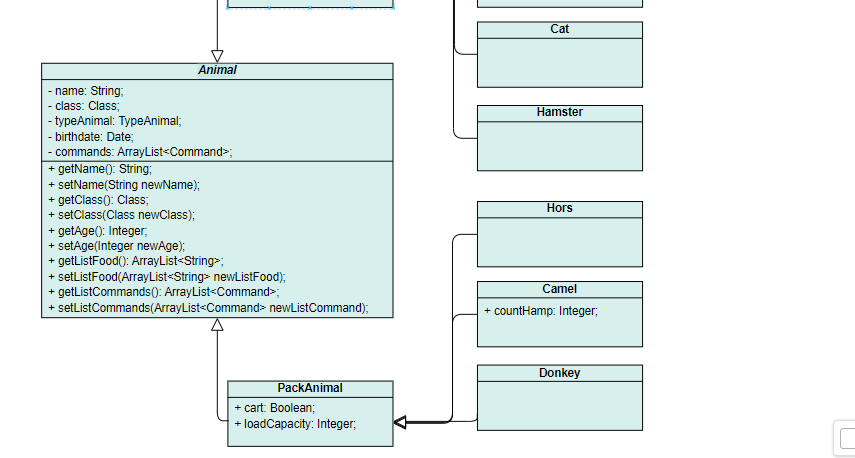 Animal
- name: String;
- class: Class;
- typeAnimal: TypeAnimal;
- birthdate: Date;
- commands: ArrayList<Command>;
+ getName(): String;
+ setName(String newName);
+ getClass(): Class;
+ setClass(Class newClass);
+ getAge(): Integer;
+ setAge(Integer newAge);
+ getListFood(): ArrayList<String>;
+ setListFood(ArrayList<String> newListFood);
+ getListCommands(): ArrayList<Command>;
+ setListCommands(ArrayList<Command> newListCommand);
PackAnimal
+ cart: Boolean;
+ loadCapacity: Integer;
Cat
Hamster
Hors
Camel
+ countHamp: Integer;
Donkey